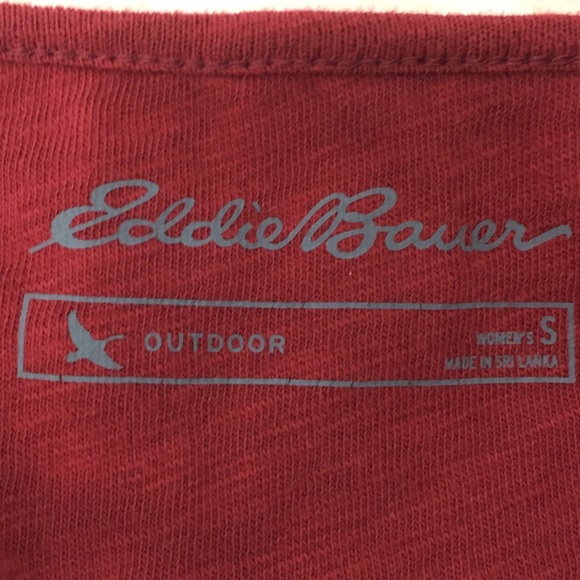 Eddie Bauer
OUTDOOR
WOMEN'S S
MADE IN SRI LANKA